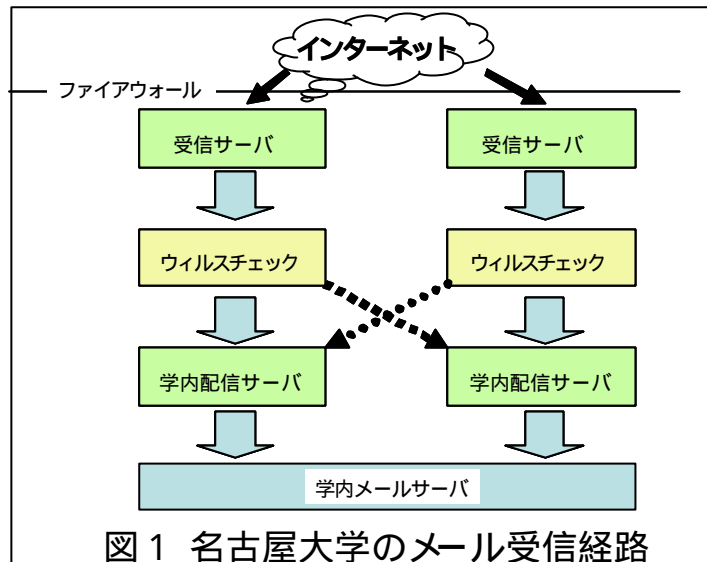 インターネット
ファイアウォール
受信サーバ 受信サーバ
ウィルスチェック ウィルスチェック
学内配信サーバ 学内配信サーバ
学内メールサーバ
図1 名古屋大学のメール受信経路